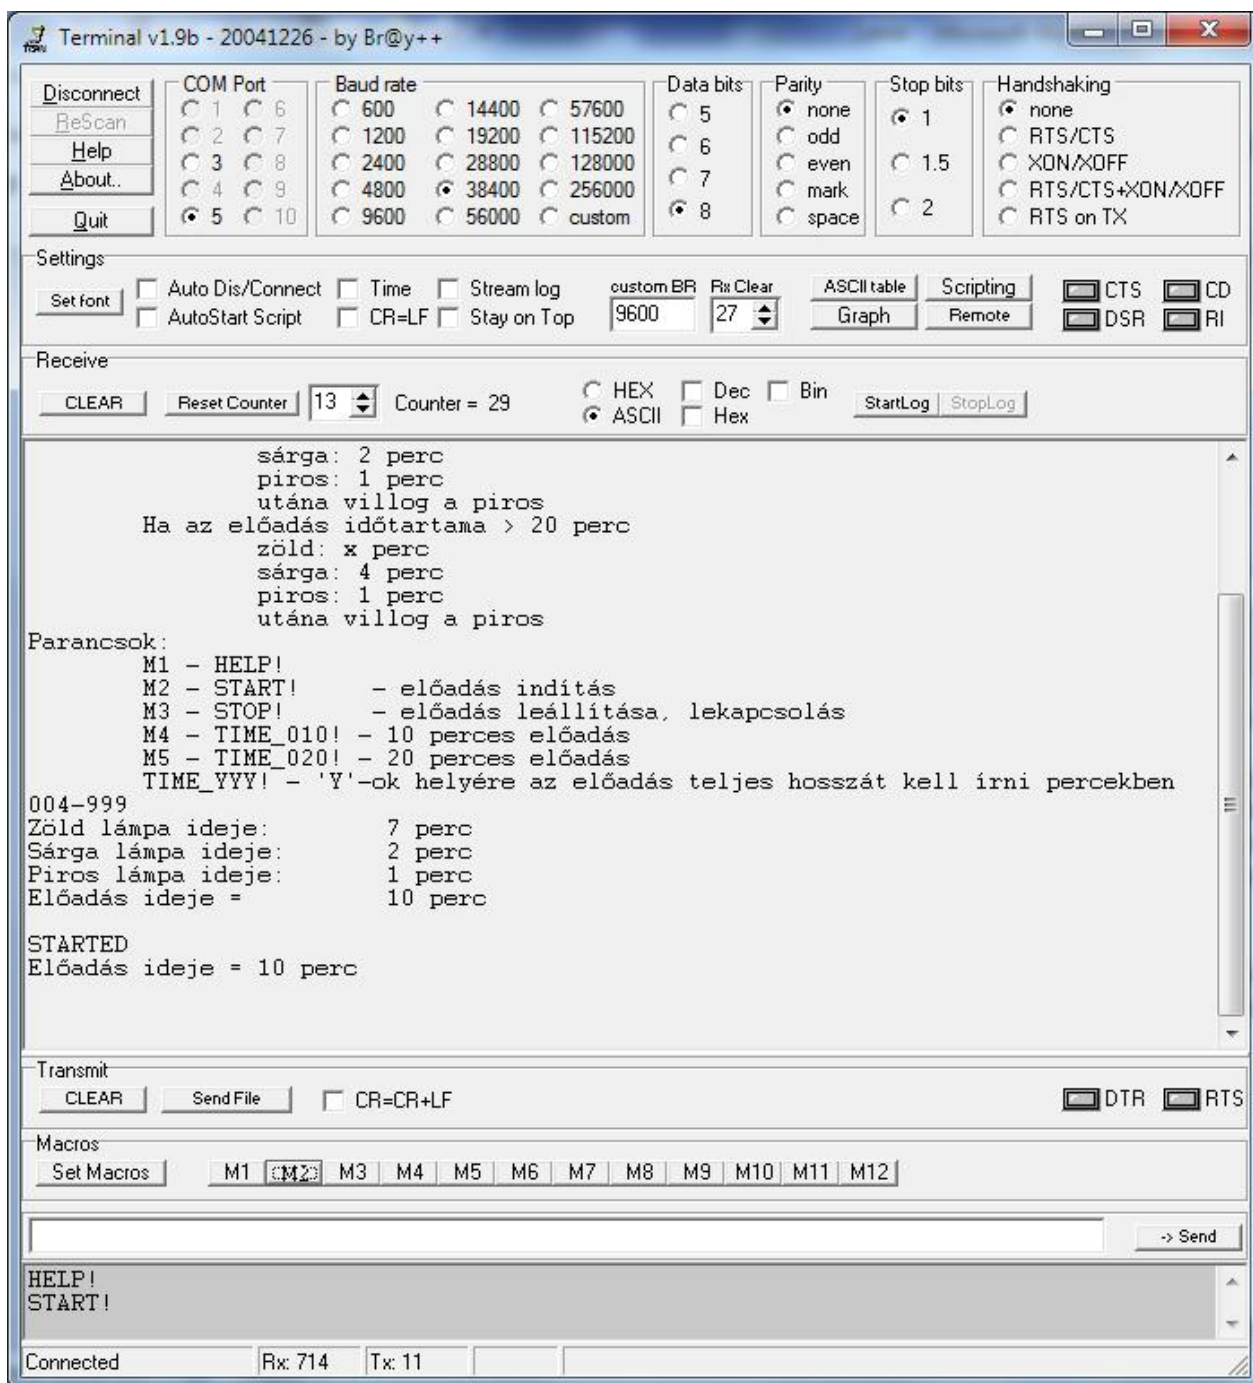 Terminal v1.9b - 20041226 - by Br@y++
Disconnect
ReScan
Help
About..
Quit
COM Port
1 6
2 7
3 8
4 9
5 10
Baud rate
600 14400 57600
1200 19200 115200
2400 28800 128000
4800 38400 256000
9600 56000 custom
Data bits
5
6
7
8
Parity
none
odd
even
mark
space
Stop bits
1
1.5
2
Handshaking
none
RTS/CTS
XON/XOFF
RTS/CTS+XON/XOFF
RTS on TX
Settings
Set font
Auto Dis/Connect Time Stream log
AutoStart Script CR=LF Stay on Top
custom BR Rx Clear
9600 27
ASCII table Scripting
Graph Remote
CTS CD
DSR RI
Receive
CLEAR Reset Counter 13 Counter = 29
HEX Dec Bin
ASCII Hex
StartLog StopLog
sárga: 2 perc
piros: 1 perc
utána villog a piros
Ha az előadás időtartama > 20 perc
zöld: x perc
sárga: 4 perc
piros: 1 perc
utána villog a piros
Parancsok:
M1 - HELP!
M2 - START! - előadás indítás
M3 - STOP! - előadás leállítása, lekapcsolás
M4 - TIME_010! - 10 perces előadás
M5 - TIME_020! - 20 perces előadás
TIME_YYY! - 'Y'-ok helyére az előadás teljes hosszát kell írni percekben
004-999
Zöld lámpa ideje: 7 perc
Sárga lámpa ideje: 2 perc
Piros lámpa ideje: 1 perc
Előadás ideje = 10 perc
STARTED
Előadás ideje = 10 perc
Transmit
CLEAR Send File CR=CR+LF DTR RTS
Macros
Set Macros M1 M2 M3 M4 M5 M6 M7 M8 M9 M10 M11 M12
-> Send
HELP!
START!
Connected Rx: 714 Tx: 11